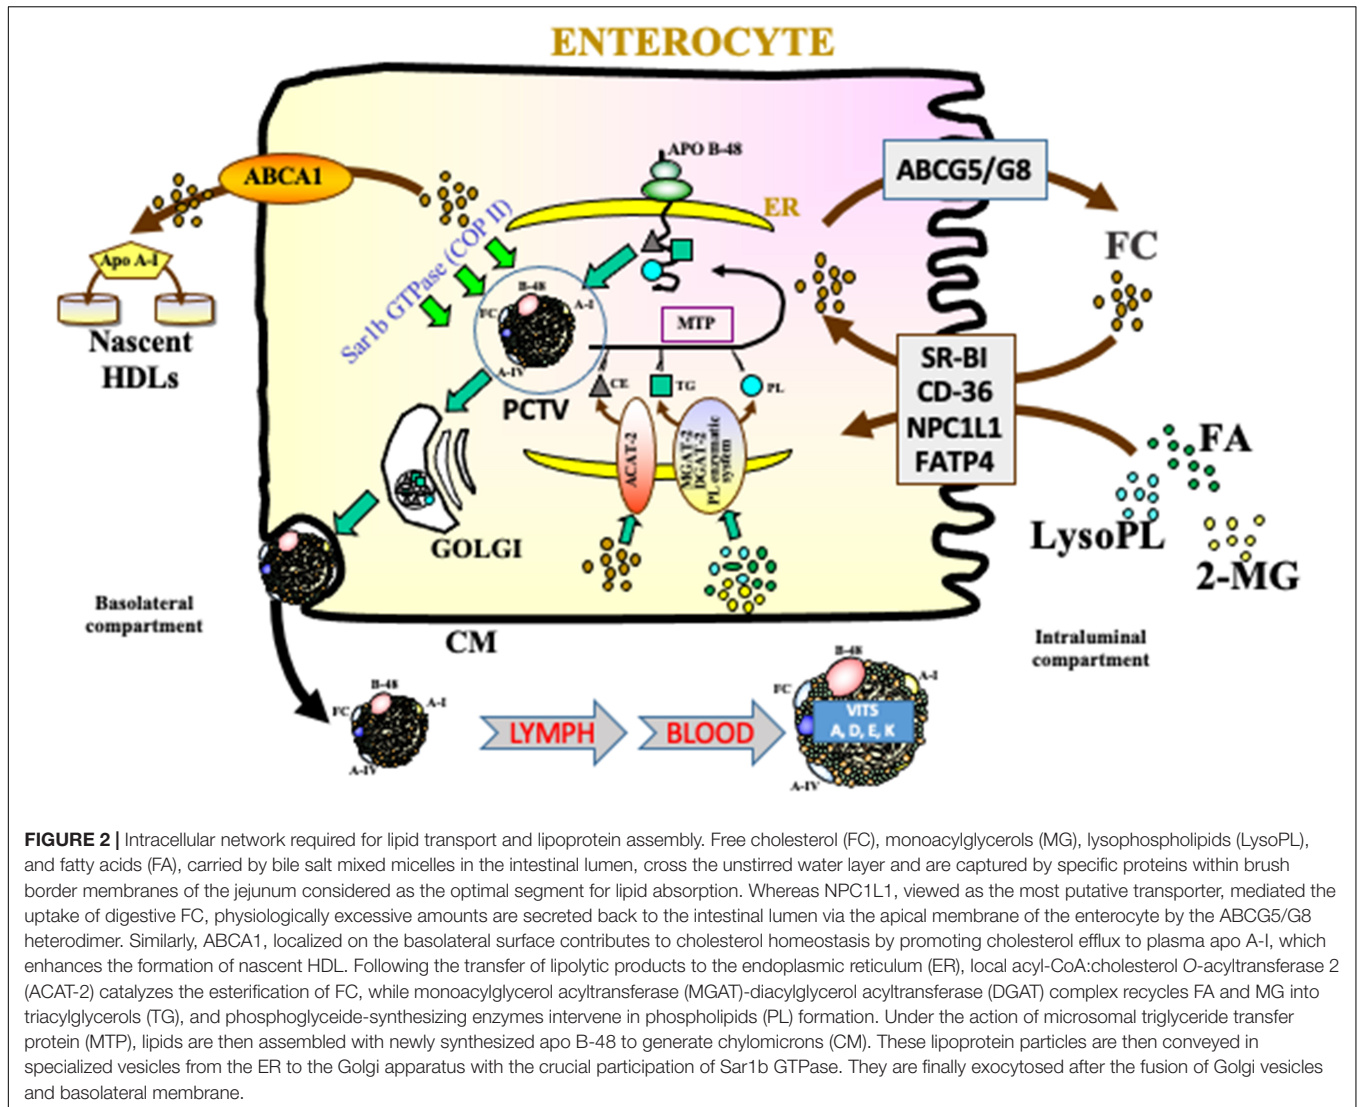 ENTEROCYTE
APO B-48
ABCA1
ABCG5/G8
ER
Sar1b GTPase (COP II)
FC
Apo A-I
Nascent
HDLs
B-48
FC
A-I
A-IV
MTP
SR-BI
CD-36
NPC1L1
FATP4
CE
TG
PL
PCTV
ACAT-2
MGAT-2
DGAT-2
PL enzymatic
system
FA
LysoPL
2-MG
GOLGI
Basolateral
compartment
CM
Intraluminal
compartment
B-48
FC
A-I
A-IV
LYMPH
BLOOD
B-48
FC
A-I
VITS
A, D, E, K
A-IV
FIGURE 2 | Intracellular network required for lipid transport and lipoprotein assembly. Free cholesterol (FC), monoacylglycerols (MG), lysophospholipids (LysoPL),
and fatty acids (FA), carried by bile salt mixed micelles in the intestinal lumen, cross the unstirred water layer and are captured by specific proteins within brush
border membranes of the jejunum considered as the optimal segment for lipid absorption. Whereas NPC1L1, viewed as the most putative transporter, mediated the
uptake of digestive FC, physiologically excessive amounts are secreted back to the intestinal lumen via the apical membrane of the enterocyte by the ABCG5/G8
heterodimer. Similarly, ABCA1, localized on the basolateral surface contributes to cholesterol homeostasis by promoting cholesterol efflux to plasma apo A-I, which
enhances the formation of nascent HDL. Following the transfer of lipolytic products to the endoplasmic reticulum (ER), local acyl-CoA:cholesterol O-acyltransferase 2
(ACAT-2) catalyzes the esterification of FC, while monoacylglycerol acyltransferase (MGAT)-diacylglycerol acyltransferase (DGAT) complex recycles FA and MG into
triacylglycerols (TG), and phosphoglyceide-synthesizing enzymes intervene in phospholipids (PL) formation. Under the action of microsomal triglyceride transfer
protein (MTP), lipids are then assembled with newly synthesized apo B-48 to generate chylomicrons (CM). These lipoprotein particles are then conveyed in
specialized vesicles from the ER to the Golgi apparatus with the crucial participation of Sar1b GTPase. They are finally exocytosed after the fusion of Golgi vesicles
and basolateral membrane.